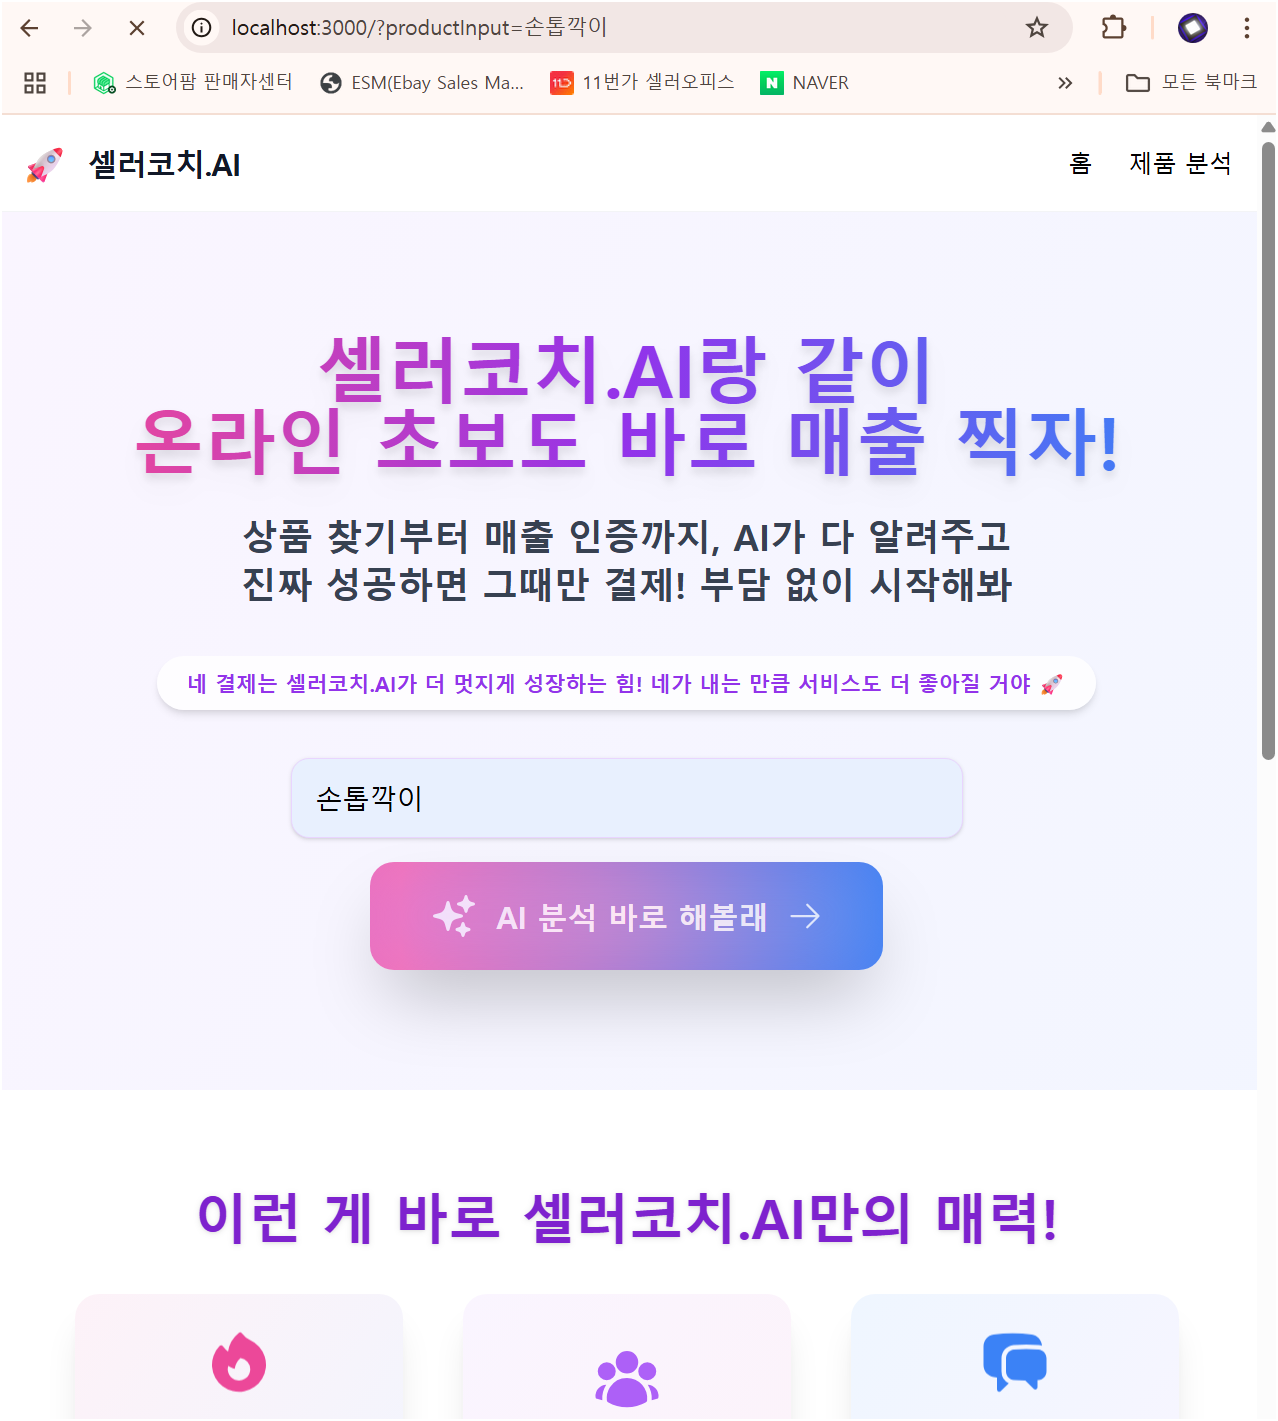 localhost:3000/?productInput=손톱깍이
스토어팜 판매자센터
ESM(Ebay Sales Ma...
11번가 셀러오피스
NAVER
모든 북마크
셀러코치.AI
홈
제품 분석
셀러코치.AI랑 같이
온라인 초보도 바로 매출 찍자!
상품 찾기부터 매출 인증까지, AI가 다 알려주고
진짜 성공하면 그때만 결제! 부담 없이 시작해봐
네 결제는 셀러코치.AI가 더 멋지게 성장하는 힘! 네가 내는 만큼 서비스도 더 좋아질 거야 🚀
손톱깍이
AI 분석 바로 해볼래
이런 게 바로 셀러코치.AI만의 매력!